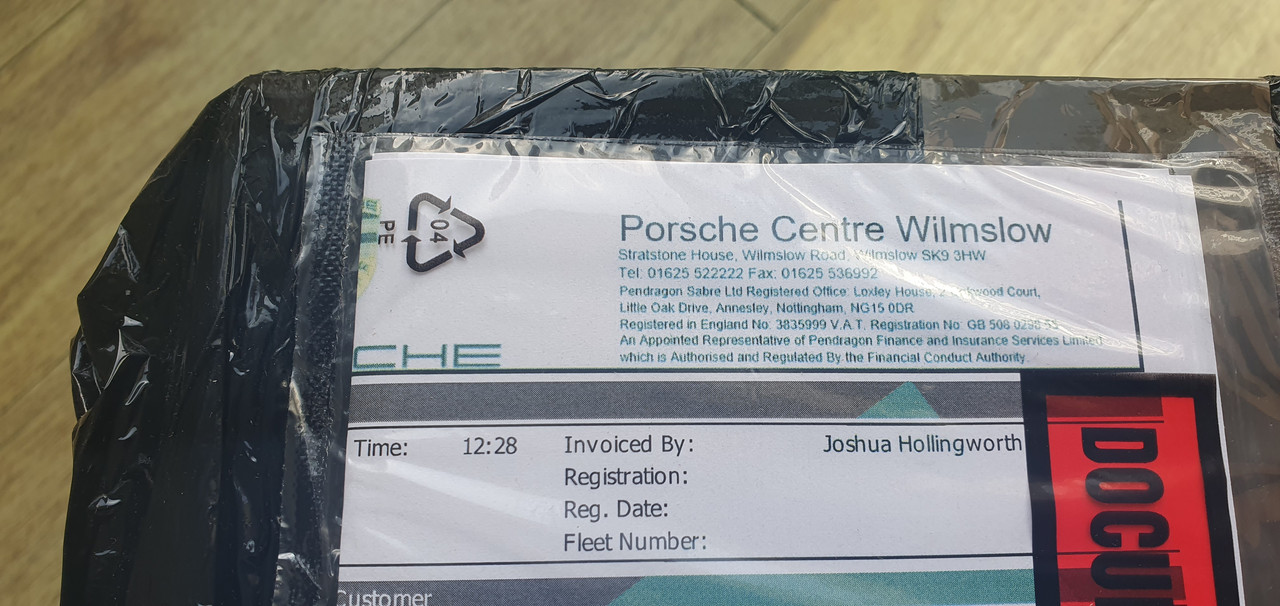 04
PE
Porsche Centre Wilmslow
Stratstone House, Wilmslow Road, Wilmslow SK9 3HW
Tel: 01625 522222 Fax: 01625 536992
Pendragon Sabre Ltd Registered Office: Loxley House, Court,
Little Oak Drive, Annesley, Nottingham, NG15 0DR
Registered in England No: 3835999 V.A.T. Registration No: GB 508
An Appointed Representative of Pendragon Finance and Insurance Services Limited
which is Authorised and Regulated By the Financial Conduct Authority.
CHE
Time: 12:28 Invoiced By: Joshua Hollingworth
Registration:
Reg. Date:
Fleet Number:
Customer
DOCU